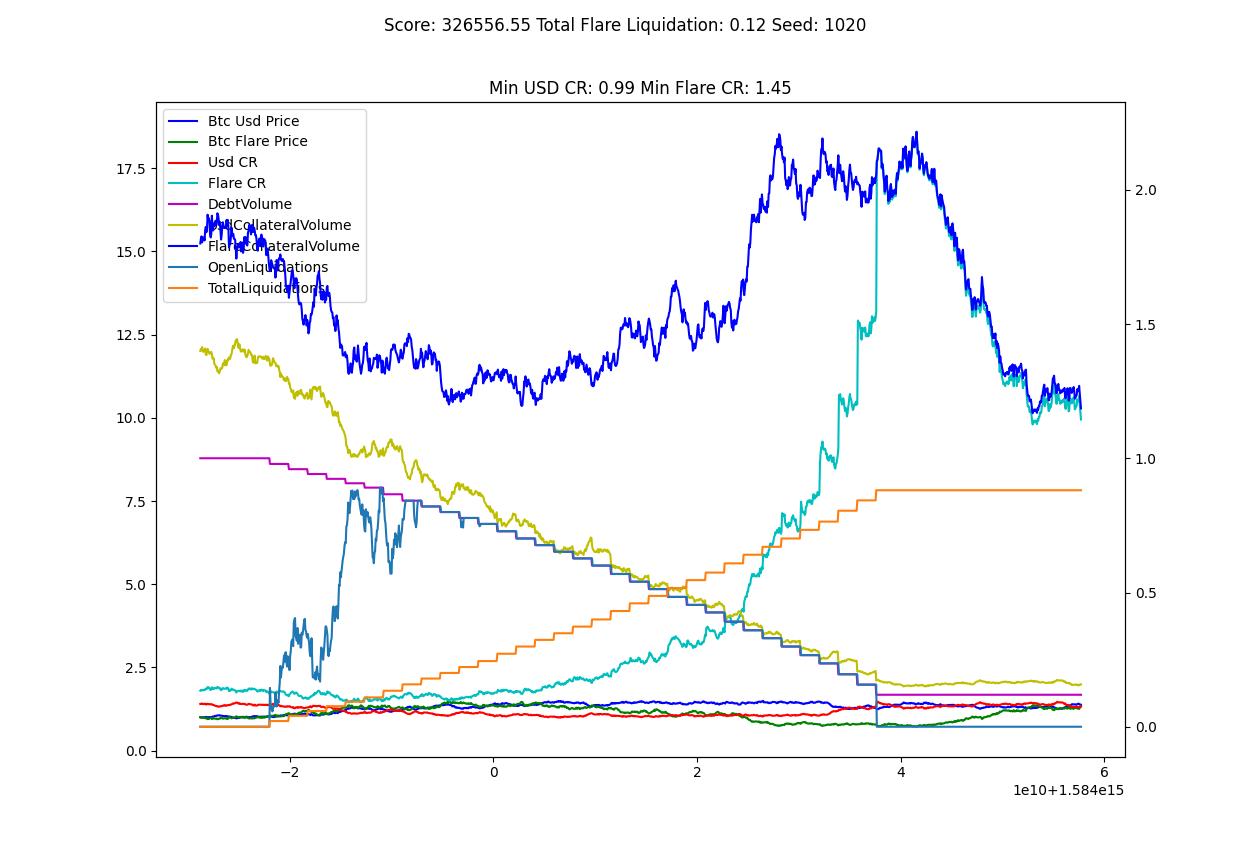 Score: 326556.55 Total Flare Liquidation: 0.12 Seed: 1020
Min USD CR: 0.99 Min Flare CR: 1.45
Btc Usd Price
Btc Flare Price
Usd CR
Flare CR
DebtVolume
UsdCollateralVolume
FlareCollateralVolume
OpenLiquidations
TotalLiquidations
17.5
15.0
12.5
10.0
7.5
5.0
2.5
0.0
2.0
1.5
1.0
0.5
0.0
−2
0
2
4
6
1e10+1.584e15